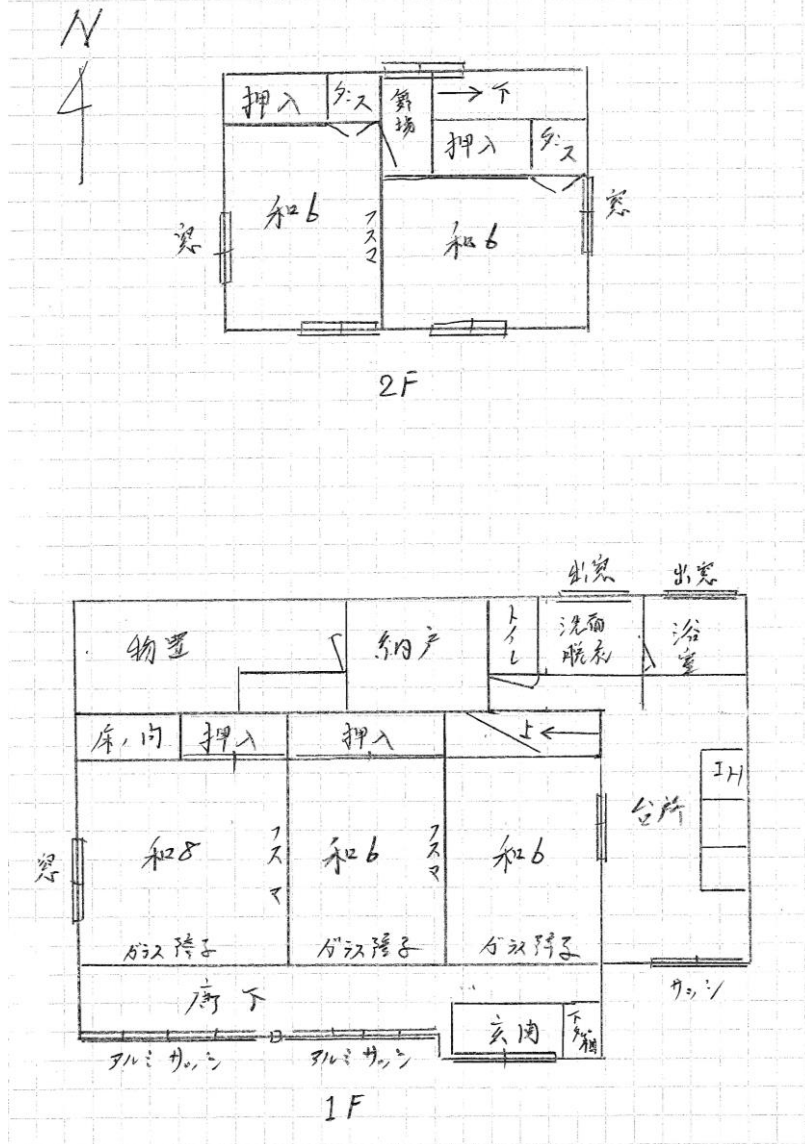 N
押入
タンス
舞場
→下
押入
タンス
窓
和6
フスマ
和6
窓
2F
出窓
出窓
物置
納戸
トイレ
洗面
脱衣
浴室
床ノ間
押入
押入
上←
IH
台所
窓
和8
フスマ
和6
フスマ
和6
ガラス障子
ガラス障子
ガラス障子
サッシ
廊下
玄関
下駄箱
アルミサッシ
アルミサッシ
1F